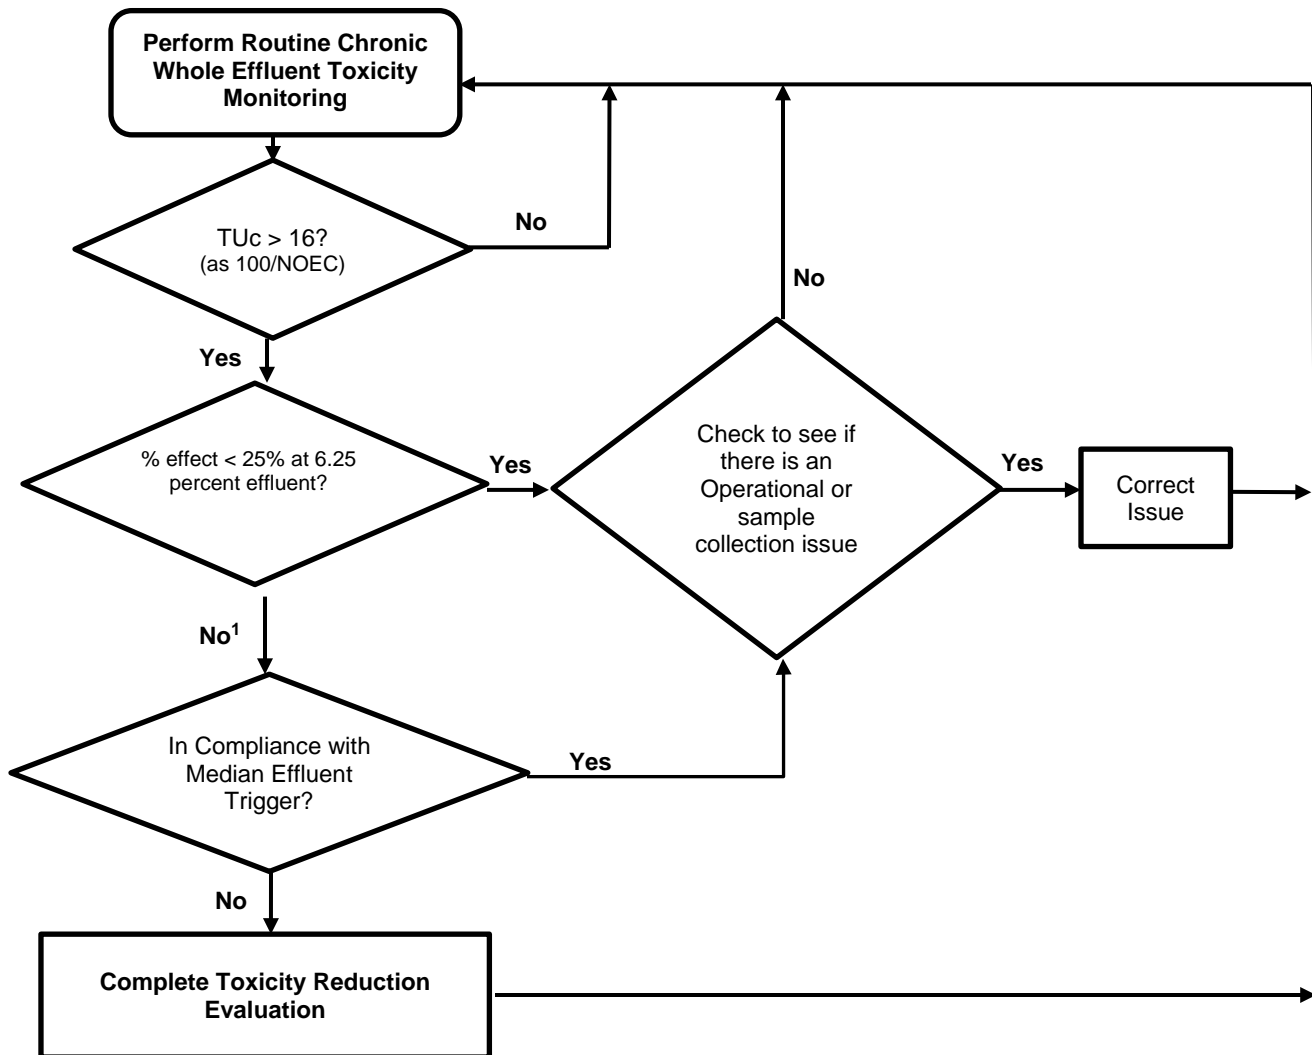 Perform Routine Chronic
Whole Effluent Toxicity
Monitoring
No
TUc > 16?
(as 100/NOEC)
No
Yes
% effect < 25% at 6.25
percent effluent?
Yes
Check to see if
there is an
Operational or
sample
collection issue
Yes
Correct
Issue
No¹
In Compliance with
Median Effluent
Trigger?
Yes
No
Complete Toxicity Reduction
Evaluation